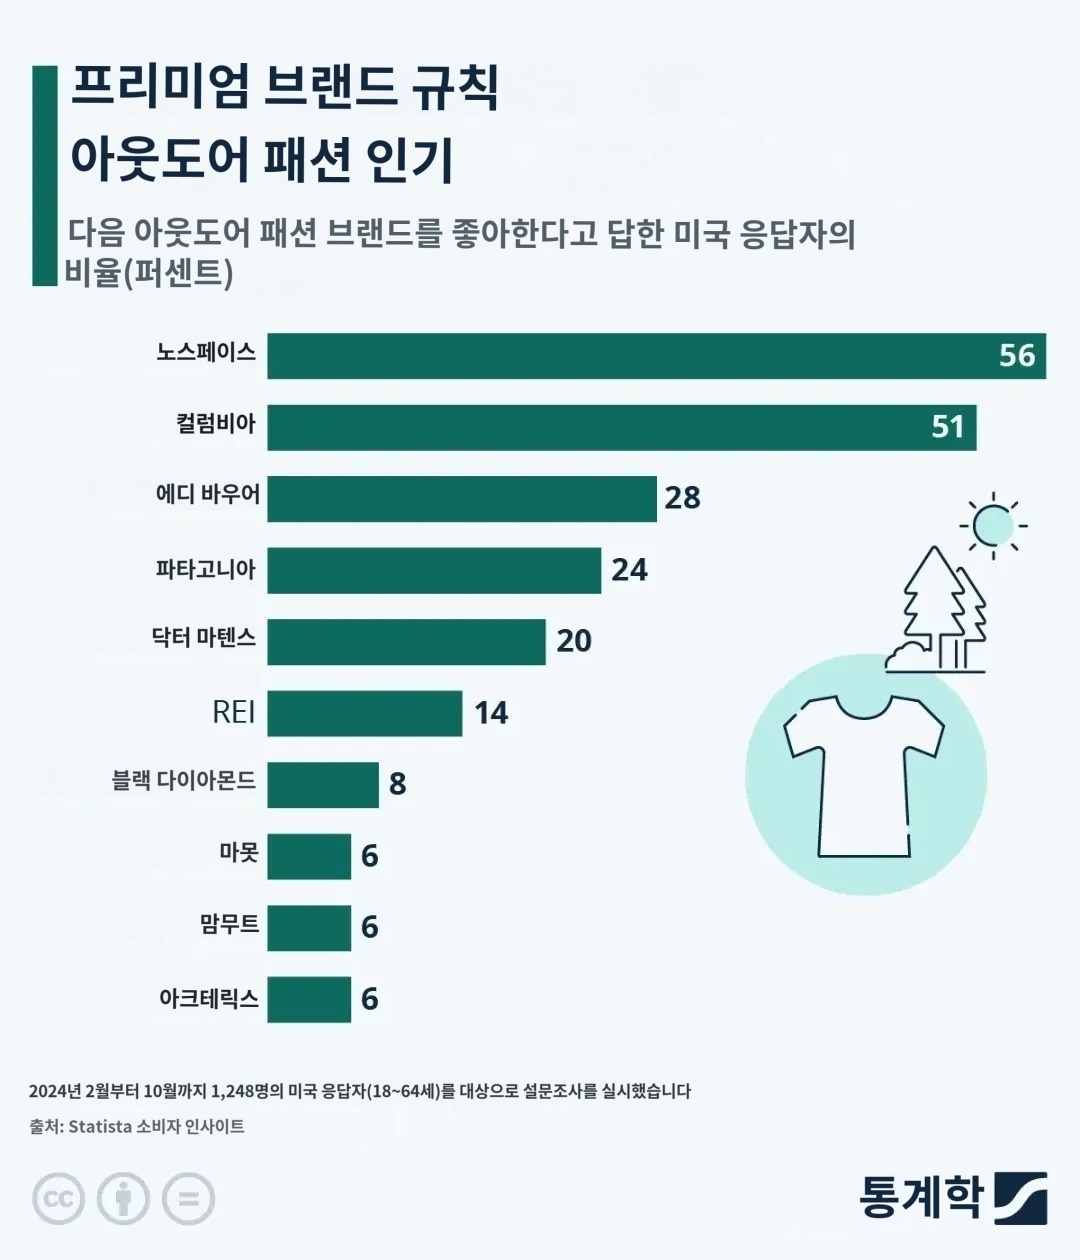 프리미엄 브랜드 규칙
아웃도어 패션 인기
다음 아웃도어 패션 브랜드를 좋아한다고 답한 미국 응답자의
비율(퍼센트)
노스페이스 56
컬럼비아 51
에디 바우어 28
파타고니아 24
닥터 마텐스 20
REI 14
블랙 다이아몬드 8
마못 6
맘무트 6
아크테릭스 6
2024년 2월부터 10월까지 1,248명의 미국 응답자(18~64세)를 대상으로 설문조사를 실시했습니다
출처: Statista 소비자 인사이트
cc
통계학